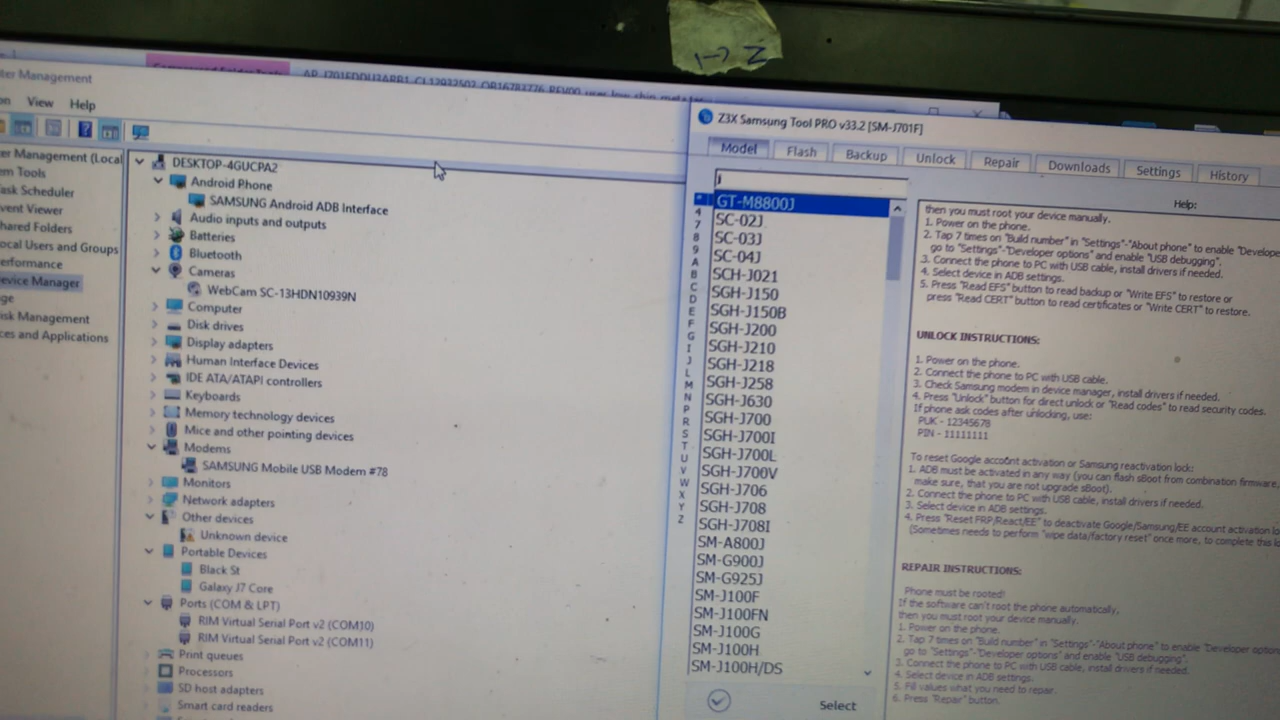 ter Management
View Help
ter Management (Local
em Tools
ask Scheduler
vent Viewer
hared Folders
ocal Users and Groups
erformance
evice Manager
ge
isk Management
ces and Applications
DESKTOP-4GUCPA2
Android Phone
SAMSUNG Android ADB Interface
Audio inputs and outputs
Batteries
Bluetooth
Cameras
WebCam SC-13HDN10939N
Computer
Disk drives
Display adapters
Human Interface Devices
IDE ATA/ATAPI controllers
Keyboards
Memory technology devices
Mice and other pointing devices
Modems
SAMSUNG Mobile USB Modem #78
Monitors
Network adapters
Other devices
Unknown device
Portable Devices
Black St
Galaxy J7 Core
Ports (COM & LPT)
RIM Virtual Serial Port v2 (COM10)
RIM Virtual Serial Port v2 (COM11)
Print queues
Processors
SD host adapters
Smart card readers
Z3X Samsung Tool PRO v33.2 [SM-J701F]
Model Flash Backup Unlock Repair Downloads Settings History
GT-M8800J
SC-02J
SC-03J
SC-04J
SCH-J021
SGH-J150
SGH-J150B
SGH-J200
SGH-J210
SGH-J218
SGH-J258
SGH-J630
SGH-J700
SGH-J700I
SGH-J700L
SGH-J700V
SGH-J706
SGH-J708
SGH-J708I
SM-A800J
SM-G900J
SM-G925J
SM-J100F
SM-J100FN
SM-J100G
SM-J100H
SM-J100H/DS
Select
Help:
then you must root your device manually.
1. Power on the phone.
2. Tap 7 times on "Build number" in "Settings"-"About phone" to enable "Develope
go to "Settings"-"Developer options" and enable "USB debugging".
3. Connect the phone to PC with USB cable, install drivers if needed.
4. Select device in ADB settings.
5. Press "Read EFS" button to read backup or "Write EFS" to restore or
press "Read CERT" button to read certificates or "Write CERT" to restore.
UNLOCK INSTRUCTIONS:
1. Power on the phone.
2. Connect the phone to PC with USB cable.
3. Check Samsung modem in device manager, install drivers if needed.
4. Press "Unlock" button for direct unlock or "Read codes" to read security codes.
If phone ask codes after unlocking, use:
PUK - 12345678
PIN - 11111111
To reset Google account activation or Samsung reactivation lock:
1. ADB must be activated in any way (you can flash sBoot from combination firmware,
make sure, that you are not upgrade sBoot).
2. Connect the phone to PC with USB cable, install drivers if needed.
3. Select device in ADB settings.
4. Press "Reset FRP/React/EE" to deactivate Google/Samsung/EE account activation lo
(Sometimes needs to perform "wipe data/factory reset" once more, to complete this lo
REPAIR INSTRUCTIONS:
Phone must be rooted!
If the software can't root the phone automatically,
then you must root your device manually.
1. Power on the phone.
2. Tap 7 times on "Build number" in "Settings"-"About phone" to enable "Developer
go to "Settings"-"Developer options" and enable "USB debugging".
3. Connect the phone to PC with USB cable, install drivers if needed.
4. Select device in ADB settings.
5. Fill values what you need to repair.
6. Press "Repair" button.